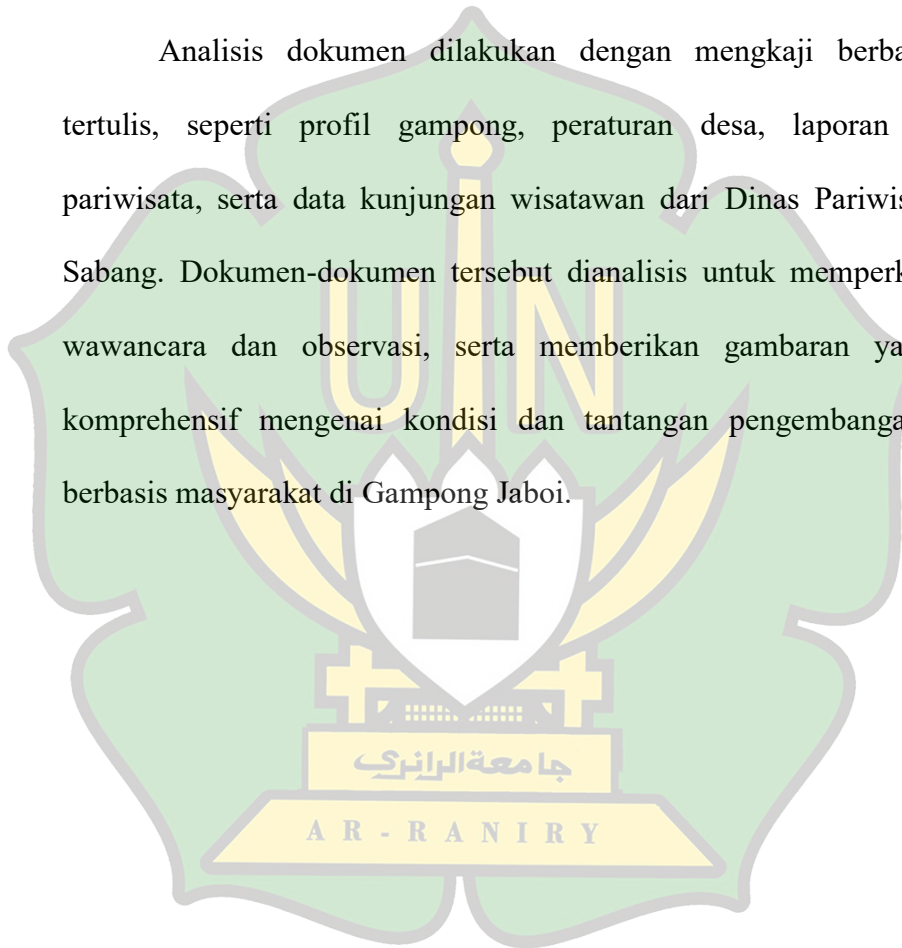 Analisis dokumen dilakukan dengan mengkaji berba
tertulis, seperti profil gampong, peraturan desa, laporan
pariwisata, serta data kunjungan wisatawan dari Dinas Pariwis
Sabang. Dokumen-dokumen tersebut dianalisis untuk memperk
wawancara dan observasi, serta memberikan gambaran ya
komprehensif mengenai kondisi dan tantangan pengembanga
berbasis masyarakat di Gampong Jaboi.
UIN
جامعةالرانري
AR-RANIRY